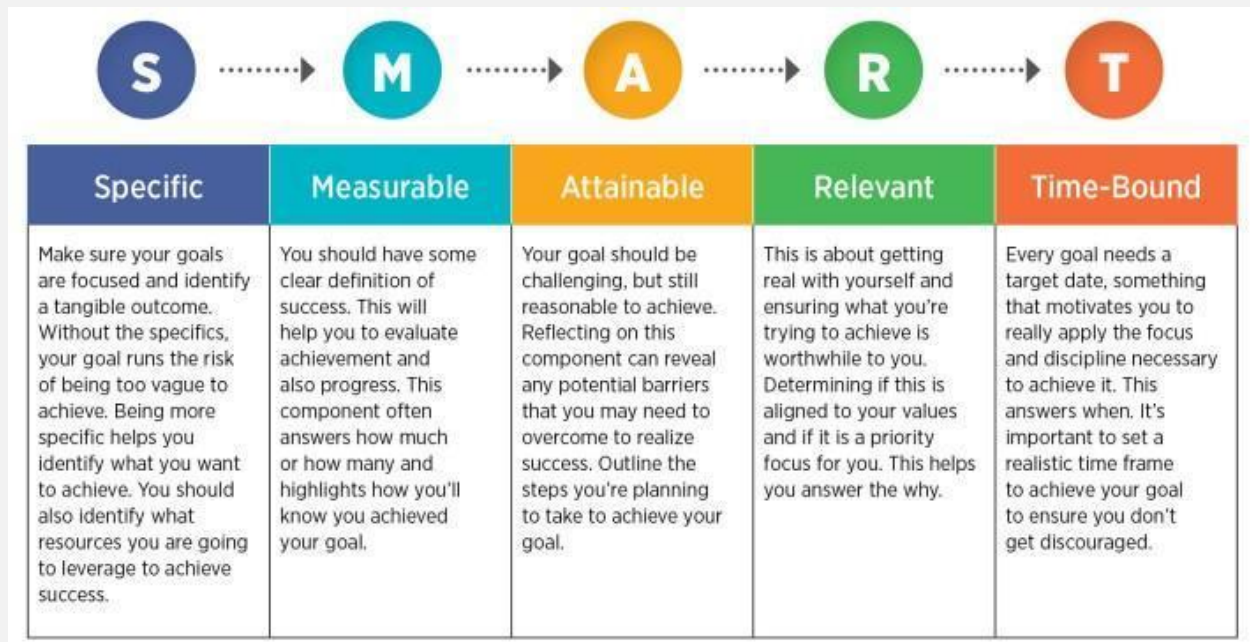 S
M
A
R
T
Specific
Measurable
Attainable
Relevant
Time-Bound
Make sure your goals
are focused and identify
a tangible outcome.
Without the specifics,
your goal runs the risk
of being too vague to
achieve. Being more
specific helps you
identify what you want
to achieve. You should
also identify what
resources you are going
to leverage to achieve
success.
You should have some
clear definition of
success. This will
help you to evaluate
achievement and
also progress. This
component often
answers how much
or how many and
highlights how you'll
know you achieved
your goal.
Your goal should be
challenging, but still
reasonable to achieve.
Reflecting on this
component can reveal
any potential barriers
that you may need to
overcome to realize
success. Outline the
steps you're planning
to take to achieve your
goal.
This is about getting
real with yourself and
ensuring what you're
trying to achieve is
worthwhile to you.
Determining if this is
aligned to your values
and if it is a priority
focus for you. This helps
you answer the why.
Every goal needs a
target date, something
that motivates you to
really apply the focus
and discipline necessary
to achieve it. This
answers when. It's
important to set a
realistic time frame
to achieve your goal
to ensure you don't
get discouraged.